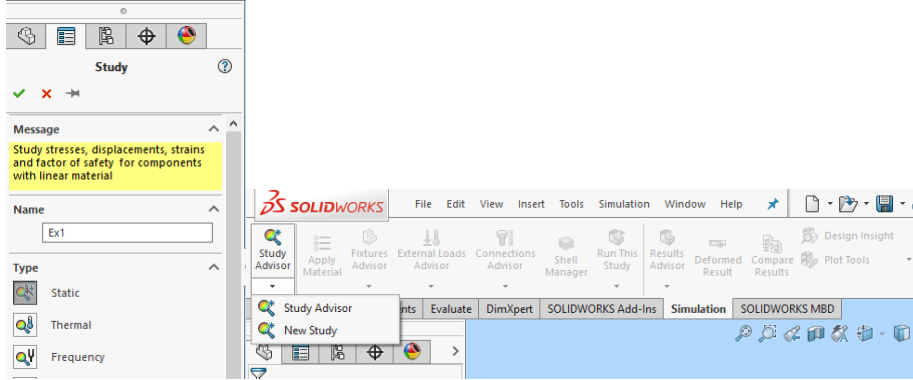 Study
Message
Study stresses, displacements, strains
and factor of safety for components
with linear material
Name
Ex1
Type
Static
Thermal
Frequency
SOLIDWORKS File Edit View Insert Tools Simulation Window Help
Study
Advisor
Apply
Material
Fixtures
Advisor
External Loads
Advisor
Connections
Advisor
Shell
Manager
Run This
Study
Results
Advisor
Deformed
Result
Compare
Results
Design Insight
Plot Tools
Study Advisor
New Study
nts Evaluate DimXpert SOLIDWORKS Add-Ins Simulation SOLIDWORKS MBD